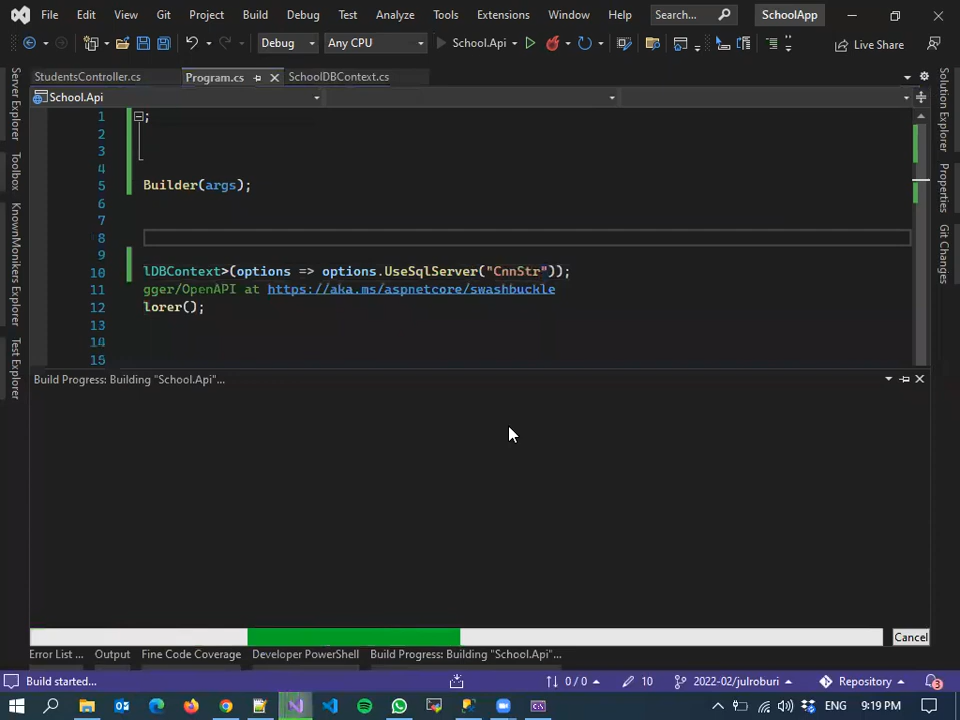 File Edit View Git Project Build Debug Test Analyze Tools Extensions Window Help Search... SchoolApp
Debug Any CPU School.Api Live Share
StudentsController.cs Program.cs SchoolDBContext.cs
School.Api
1 ;
2
3
4
5 Builder(args);
6
7
8
9
10 lDBContext>(options => options.UseSqlServer("CnnStr"));
11 gger/OpenAPI at https://aka.ms/aspnetcore/swashbuckle
12 lorer();
13
14
15
Server Explorer
Toolbox
KnownMonikers Explorer
Test Explorer
Solution Explorer
Properties
Git Changes
Build Progress: Building "School.Api"...
Cancel
Error List ... Output Fine Code Coverage Developer PowerShell Build Progress: Building "School.Api"...
Build started... 0 / 0 10 2022-02/julroburi Repository 3
ENG 9:19 PM